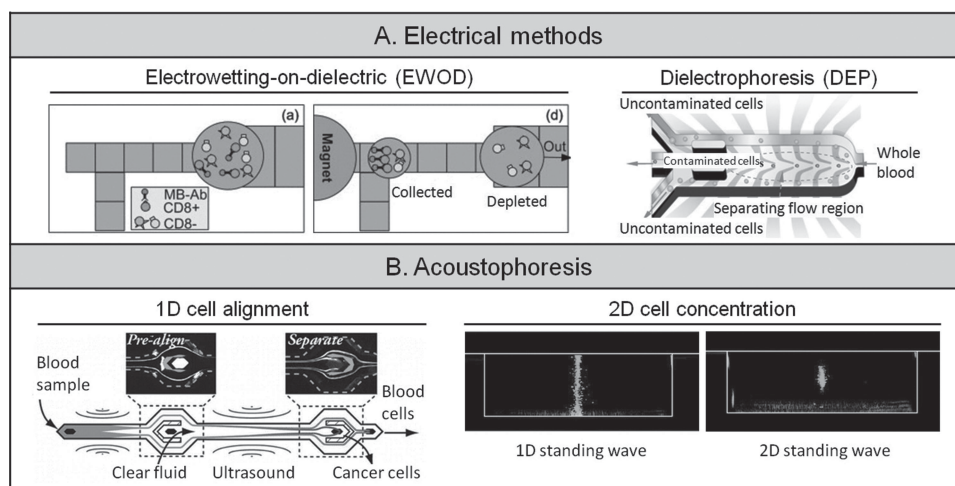 A. Electrical methods
Electrowetting-on-dielectric (EWOD)
(a)
MB-Ab
CD8+
CD8-
(d)
Magnet
Out
Collected
Depleted
Dielectrophoresis (DEP)
Uncontaminated cells
Contaminated cells
Whole
blood
Separating flow region
Uncontaminated cells
B. Acoustophoresis
1D cell alignment
Pre-align
Separate
Blood
sample
Blood
cells
Clear fluid
Ultrasound
Cancer cells
2D cell concentration
1D standing wave
2D standing wave